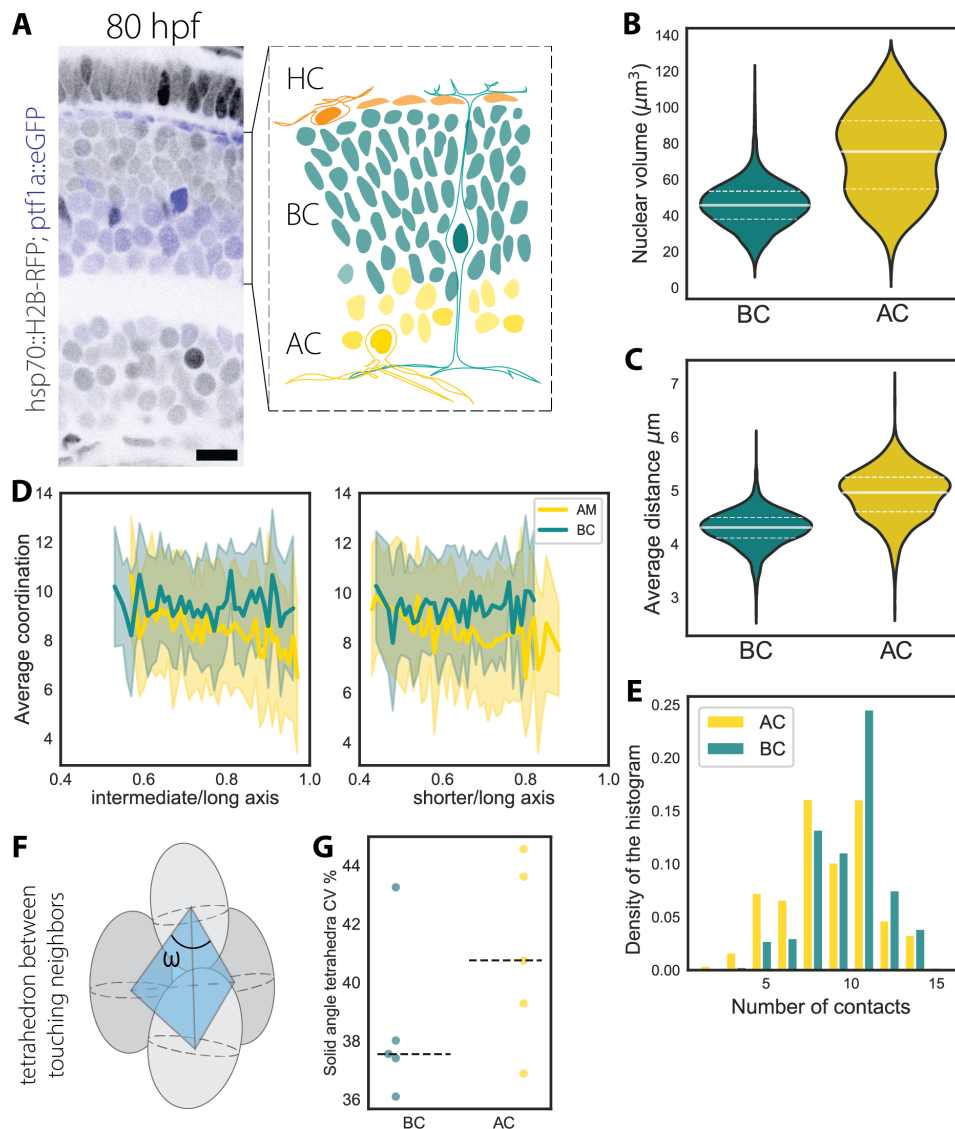 A
80 hpf
hsp70::H2B-RFP; ptf1a::eGFP
HC
BC
AC
B
Nuclear volume (μm³)
140
120
100
80
60
40
20
0
BC
AC
C
Average distance μm
7
6
5
4
3
BC
AC
D
Average coordination
14
12
10
8
6
4
0.4
0.6
0.8
1.0
intermediate/long axis
14
12
10
8
6
4
AM
BC
0.4
0.6
0.8
1.0
shorter/long axis
E
Density of the histogram
0.25
0.20
0.15
0.10
0.05
0.00
AC
BC
5
10
15
Number of contacts
F
tetrahedron between
touching neighbors
ω
G
Solid angle tetrahedra CV %
44
42
40
38
36
BC
AC